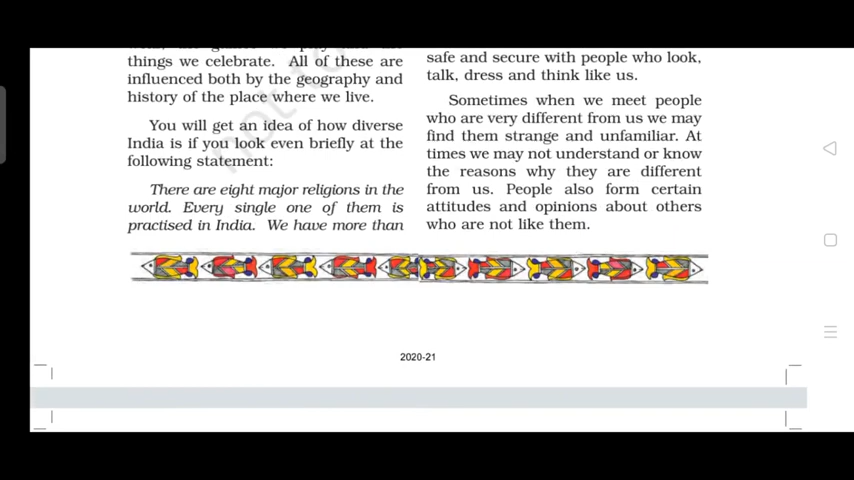 things we celebrate. All of these are
influenced both by the geography and
history of the place where we live.
You will get an idea of how diverse
India is if you look even briefly at the
following statement:
There are eight major religions in the
world. Every single one of them is
practised in India. We have more than
safe and secure with people who look,
talk, dress and think like us.
Sometimes when we meet people
who are very different from us we may
find them strange and unfamiliar. At
times we may not understand or know
the reasons why they are different
from us. People also form certain
attitudes and opinions about others
who are not like them.
2020-21